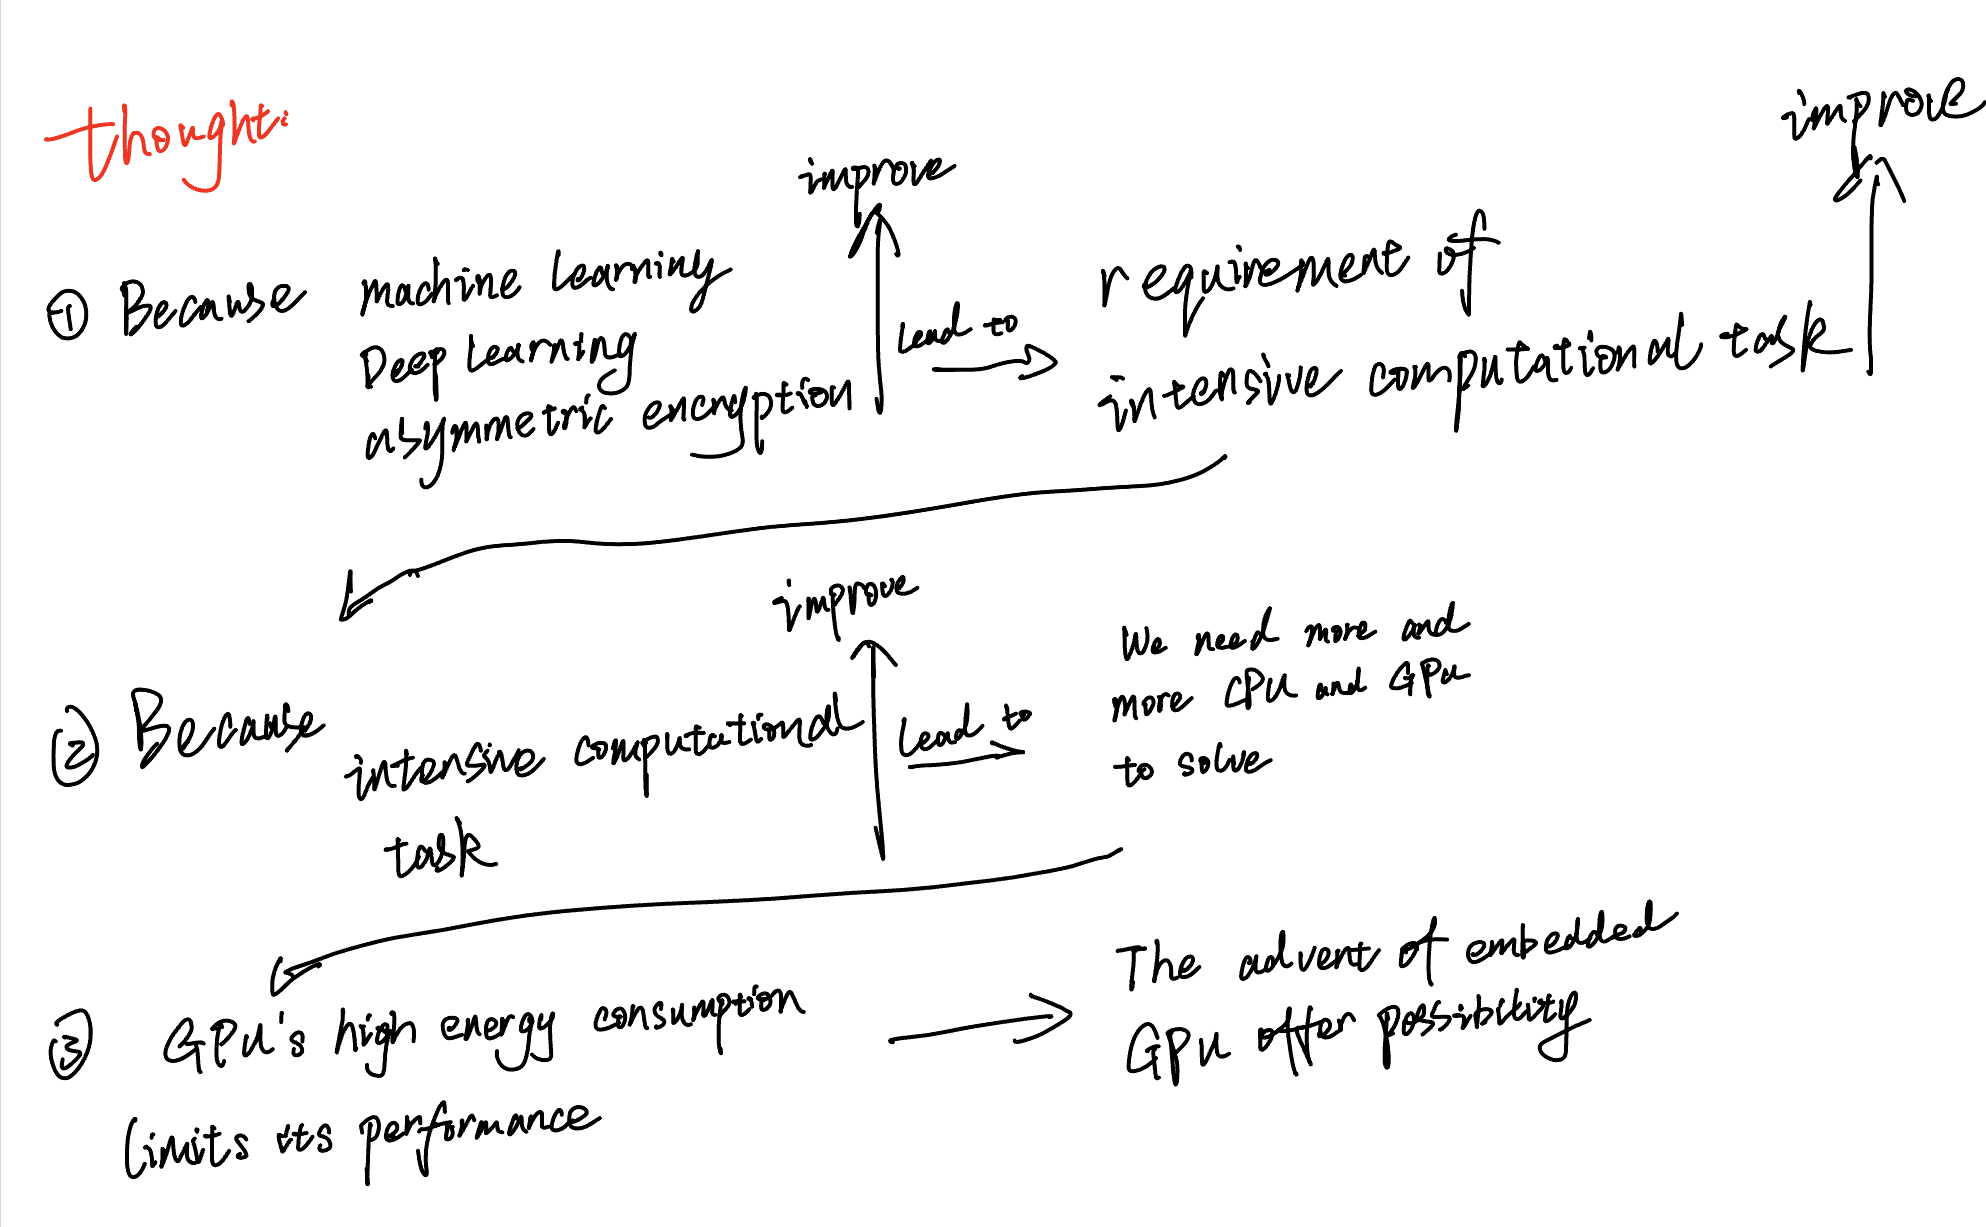 thought:
improve
improve
① Because machine learning
Deep learning
asymmetric encryption
Lead to
requirement of
intensive computational task
improve
② Because
intensive computational
task
Lead to
We need more and
more CPU and GPU
to solve
③ GPU's high energy consumption
limits its performance
The advent of embedded
GPU offer possibility